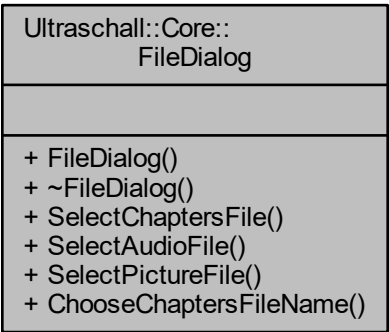 Ultraschall::Core::
FileDialog
+ FileDialog()
+ ~FileDialog()
+ SelectChaptersFile()
+ SelectAudioFile()
+ SelectPictureFile()
+ ChooseChaptersFileName()